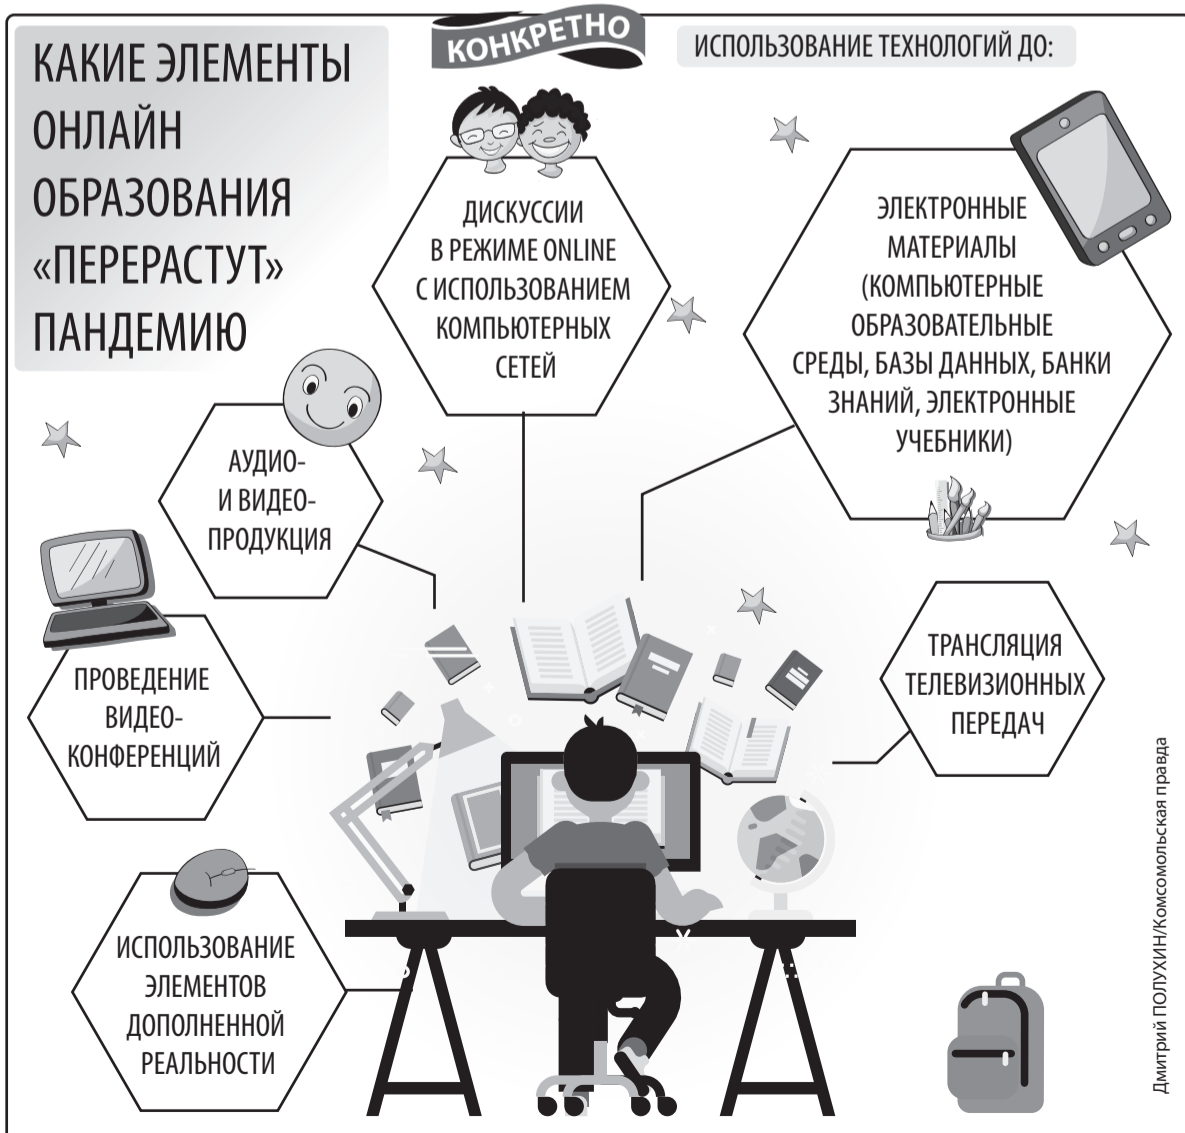 КОНКРЕТНО
КАКИЕ ЭЛЕМЕНТЫ
ОНЛАЙН
ОБРАЗОВАНИЯ
«ПЕРЕРАСТУТ»
ПАНДЕМИЮ
ИСПОЛЬЗОВАНИЕ ТЕХНОЛОГИЙ ДО:
ДИСКУССИИ
В РЕЖИМЕ ONLINE
С ИСПОЛЬЗОВАНИЕМ
КОМПЬЮТЕРНЫХ
СЕТЕЙ
ЭЛЕКТРОННЫЕ
МАТЕРИАЛЫ
(КОМПЬЮТЕРНЫЕ
ОБРАЗОВАТЕЛЬНЫЕ
СРЕДЫ, БАЗЫ ДАННЫХ, БАНКИ
ЗНАНИЙ, ЭЛЕКТРОННЫЕ
УЧЕБНИКИ)
АУДИО-
И ВИДЕО-
ПРОДУКЦИЯ
ПРОВЕДЕНИЕ
ВИДЕО-
КОНФЕРЕНЦИЙ
ТРАНСЛЯЦИЯ
ТЕЛЕВИЗИОННЫХ
ПЕРЕДАЧ
ИСПОЛЬЗОВАНИЕ
ЭЛЕМЕНТОВ
ДОПОЛНЕННОЙ
РЕАЛЬНОСТИ
Дмитрий ПОЛУХИН/Комсомольская правда